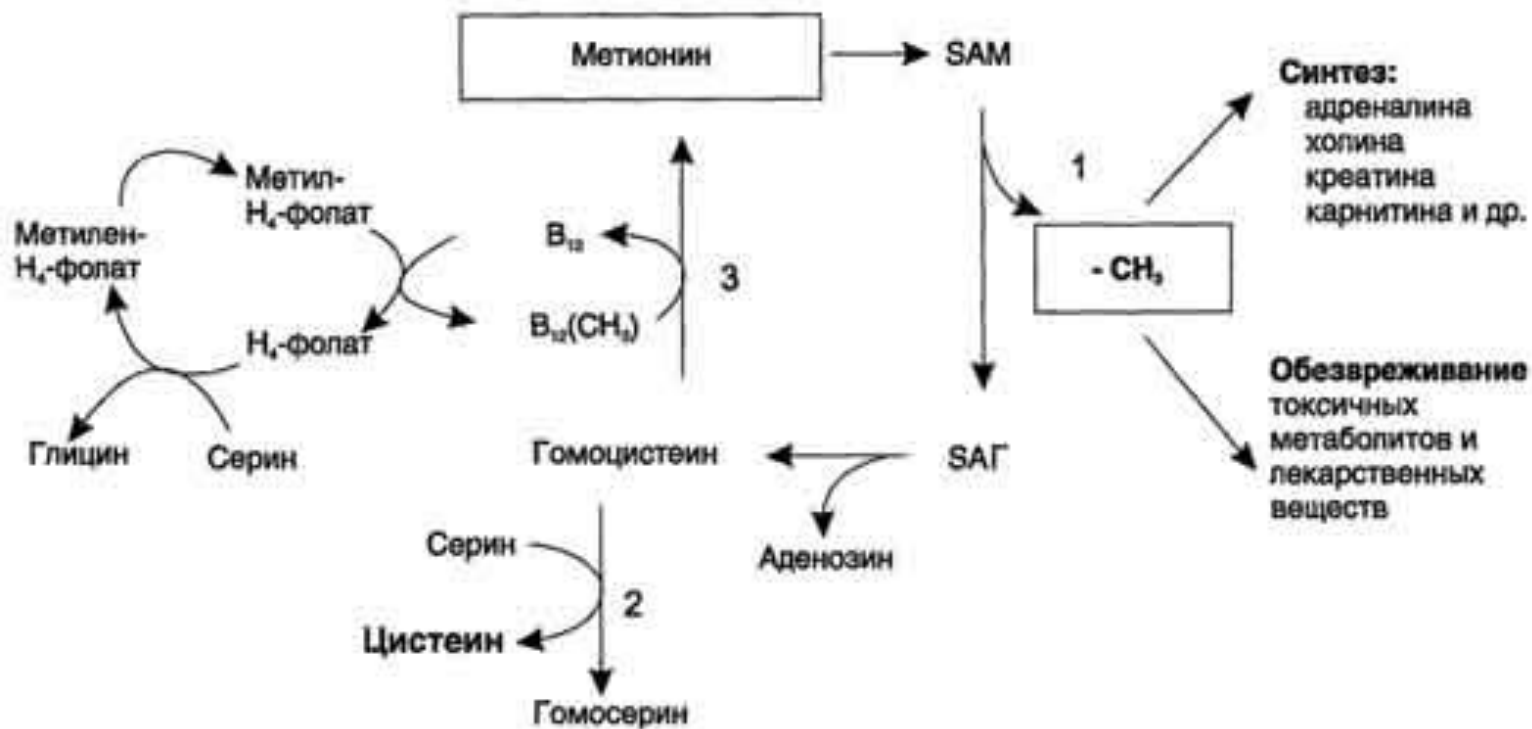 Метионин
SAM
Синтез:
адреналина
холина
креатина
карнитина и др.
1
- CH₃
Метил-
H₄-фолат
Метилен-
H₄-фолат
B₁₂
3
B₁₂(CH₃)
H₄-фолат
Обезвреживание
токсичных
метаболитов и
лекарственных
веществ
Глицин
Серин
Гомоцистеин
SАГ
Серин
Аденозин
2
Цистеин
Гомосерин